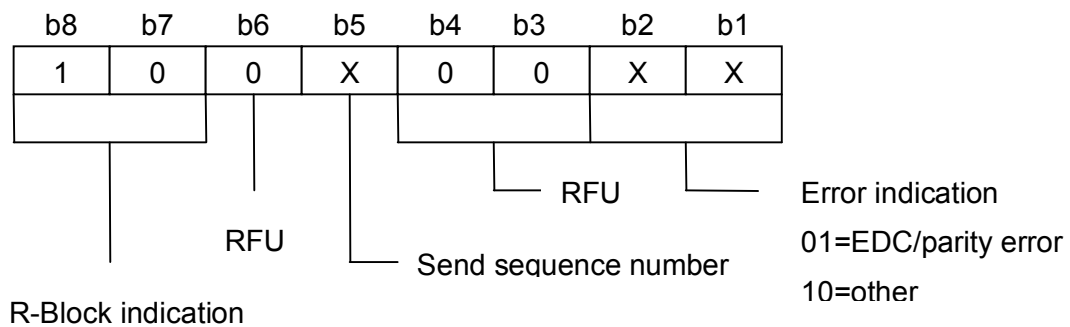 b8 b7 b6 b5 b4 b3 b2 b1
1 0 0 X 0 0 X X
RFU
Error indication
RFU
01=EDC/parity error
Send sequence number
10=other
R-Block indication